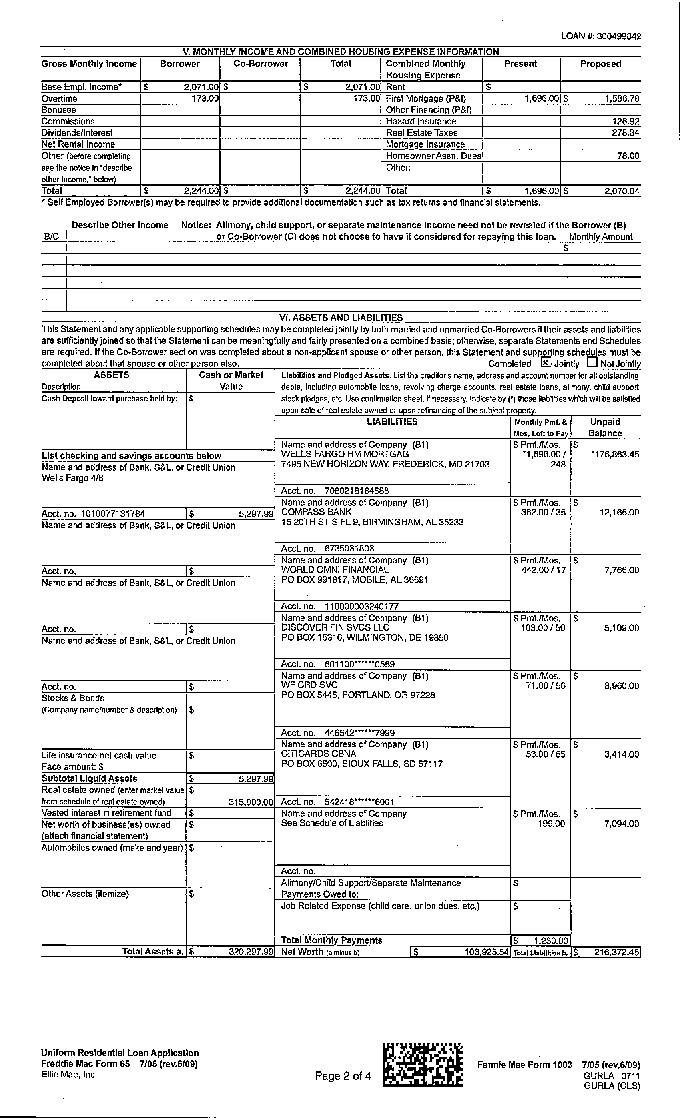 LOAN #: 300499342
V. MONTHLY INCOME AND COMBINED HOUSING EXPENSE INFORMATION
Gross Monthly Income Borrower Co-Borrower Total Combined Monthly Housing Expense Present Proposed
Base Empl. Income* $ 2,071.00 $ $ 2,071.00 Rent $
Overtime 173.00 173.00 First Mortgage (P&I) 1,696.00 $ 1,586.78
Bonuses Other Financing (P&I)
Commissions Hazard Insurance 126.92
Dividends/Interest Real Estate Taxes 278.34
Net Rental Income Mortgage Insurance
Other (before completing Homeowner Assn. Dues 78.00
see the notice in "describe Other:
other income," below)
Total $ 2,244.00 $ $ 2,244.00 Total $ 1,696.00 $ 2,070.04
* Self Employed Borrower(s) may be required to provide additional documentation such as tax returns and financial statements.
Describe Other Income Notice: Alimony, child support, or separate maintenance income need not be revealed if the Borrower (B)
B/C or Co-Borrower (C) does not choose to have it considered for repaying this loan. Monthly Amount
$
VI. ASSETS AND LIABILITIES
This Statement and any applicable supporting schedules may be completed jointly by both married and unmarried Co-Borrowers if their assets and liabilities
are sufficiently joined so that the Statement can be meaningfully and fairly presented on a combined basis; otherwise, separate Statements and Schedules
are required. If the Co-Borrower section was completed about a non-applicant spouse or other person, this Statement and supporting schedules must be
completed about that spouse or other person also. Completed X Jointly Not Jointly
ASSETS Cash or Market
Description Value
Cash Deposit toward purchase held by: $
List checking and savings accounts below
Name and address of Bank, S&L, or Credit Union
Wells Fargo 4/6
Acct. no. 1010077131784 $ 5,297.99
Name and address of Bank, S&L, or Credit Union
Acct. no. $
Name and address of Bank, S&L, or Credit Union
Acct. no. $
Name and address of Bank, S&L, or Credit Union
Acct. no. $
Stocks & Bonds $
(Company name/number & description)
Life insurance net cash value $
Face amount: $
Subtotal Liquid Assets $ 5,297.99
Real estate owned (enter market value $
from schedule of real estate owned) 315,000.00
Vested interest in retirement fund $
Net worth of business(es) owned $
(attach financial statement)
Automobiles owned (make and year) $
Other Assets (itemize) $
Total Assets a. $ 320,297.99
Liabilities and Pledged Assets. List the creditor's name, address and account number for all outstanding
debts, including automobile loans, revolving charge accounts, real estate loans, alimony, child support,
stock pledges, etc. Use continuation sheet, if necessary. Indicate by (*) those liabilities which will be satisfied
upon sale of real estate owned or upon refinancing of the subject property.
LIABILITIES Monthly Pmt. & Mos. Left to Pay Unpaid Balance
Name and address of Company (B1) $ Pmt./Mos. $
WELLS FARGO HM MORTGAG *1,696.00 / *176,863.45
7495 NEW HORIZON WAY, FREDERICK, MD 21703 248
Acct. no. 7080218164563
Name and address of Company (B1) $ Pmt./Mos. $
COMPASS BANK 362.00 / 35 12,166.00
15 20TH ST S FL 9, BIRMINGHAM, AL 35233
Acct. no.
Name and address of Company (B1) $ Pmt./Mos. $
WORLD OMNI FINANCIAL 442.00 / 17 7,766.00
PO BOX 991817, MOBILE, AL 36691
Acct. no. 110000003240177
Name and address of Company (B1) $ Pmt./Mos. $
DISCOVER FIN SVCS LLC 103.00 / 50 5,109.00
PO BOX 15316, WILMINGTON, DE 19850
Acct. no. 601100******0589
Name and address of Company (B1) $ Pmt./Mos. $
WF CRD SVC 71.00 / 56 3,960.00
PO BOX 5445, PORTLAND, OR 97228
Acct. no. 446542******7999
Name and address of Company (B1) $ Pmt./Mos. $
CITICARDS CBNA 53.00 / 65 3,414.00
PO BOX 6500, SIOUX FALLS, SD 57117
Acct. no. 542418******6001
Name and address of Company $ Pmt./Mos. $
See Schedule of Liabilities 199.00 7,094.00
Acct. no.
Alimony/Child Support/Separate Maintenance $
Payments Owed to:
Job Related Expense (child care, union dues, etc.) $
Total Monthly Payments $ 1,230.00
Net Worth (a minus b) $ 103,925.54 Total Liabilities b. $ 216,372.45
Uniform Residential Loan Application
Freddie Mac Form 65 7/05 (rev.6/09)
Ellie Mae, Inc.
Page 2 of 4
Fannie Mae Form 1003 7/05 (rev.6/09)
GURLA 0711
GURLA (CLS)